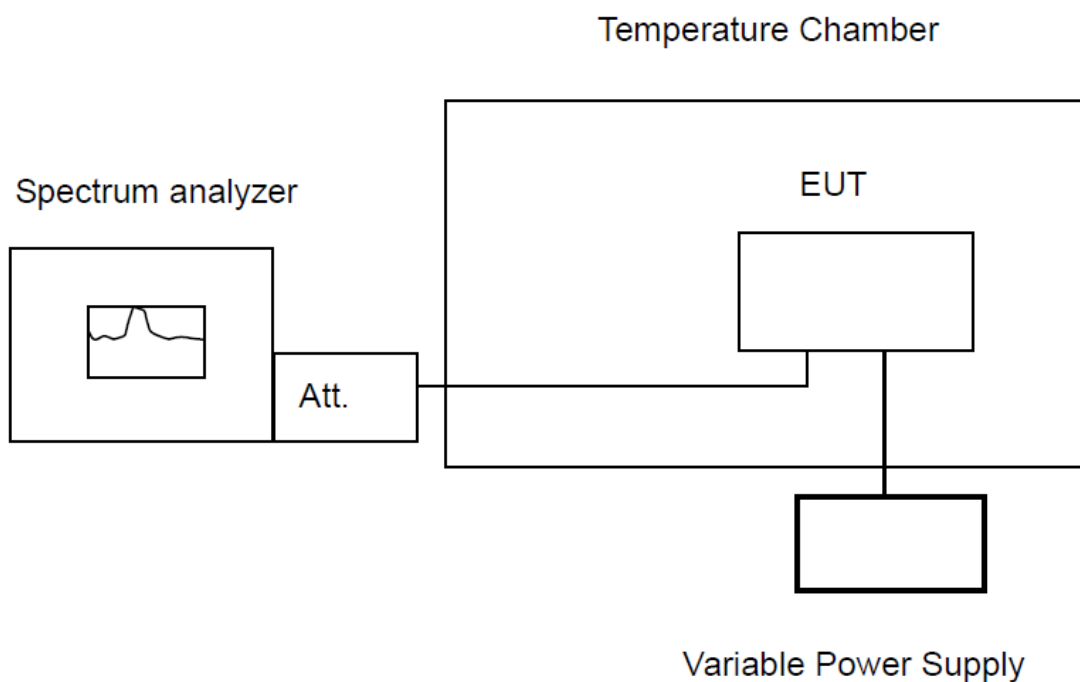 Temperature Chamber
Spectrum analyzer
EUT
Att.
Variable Power Supply